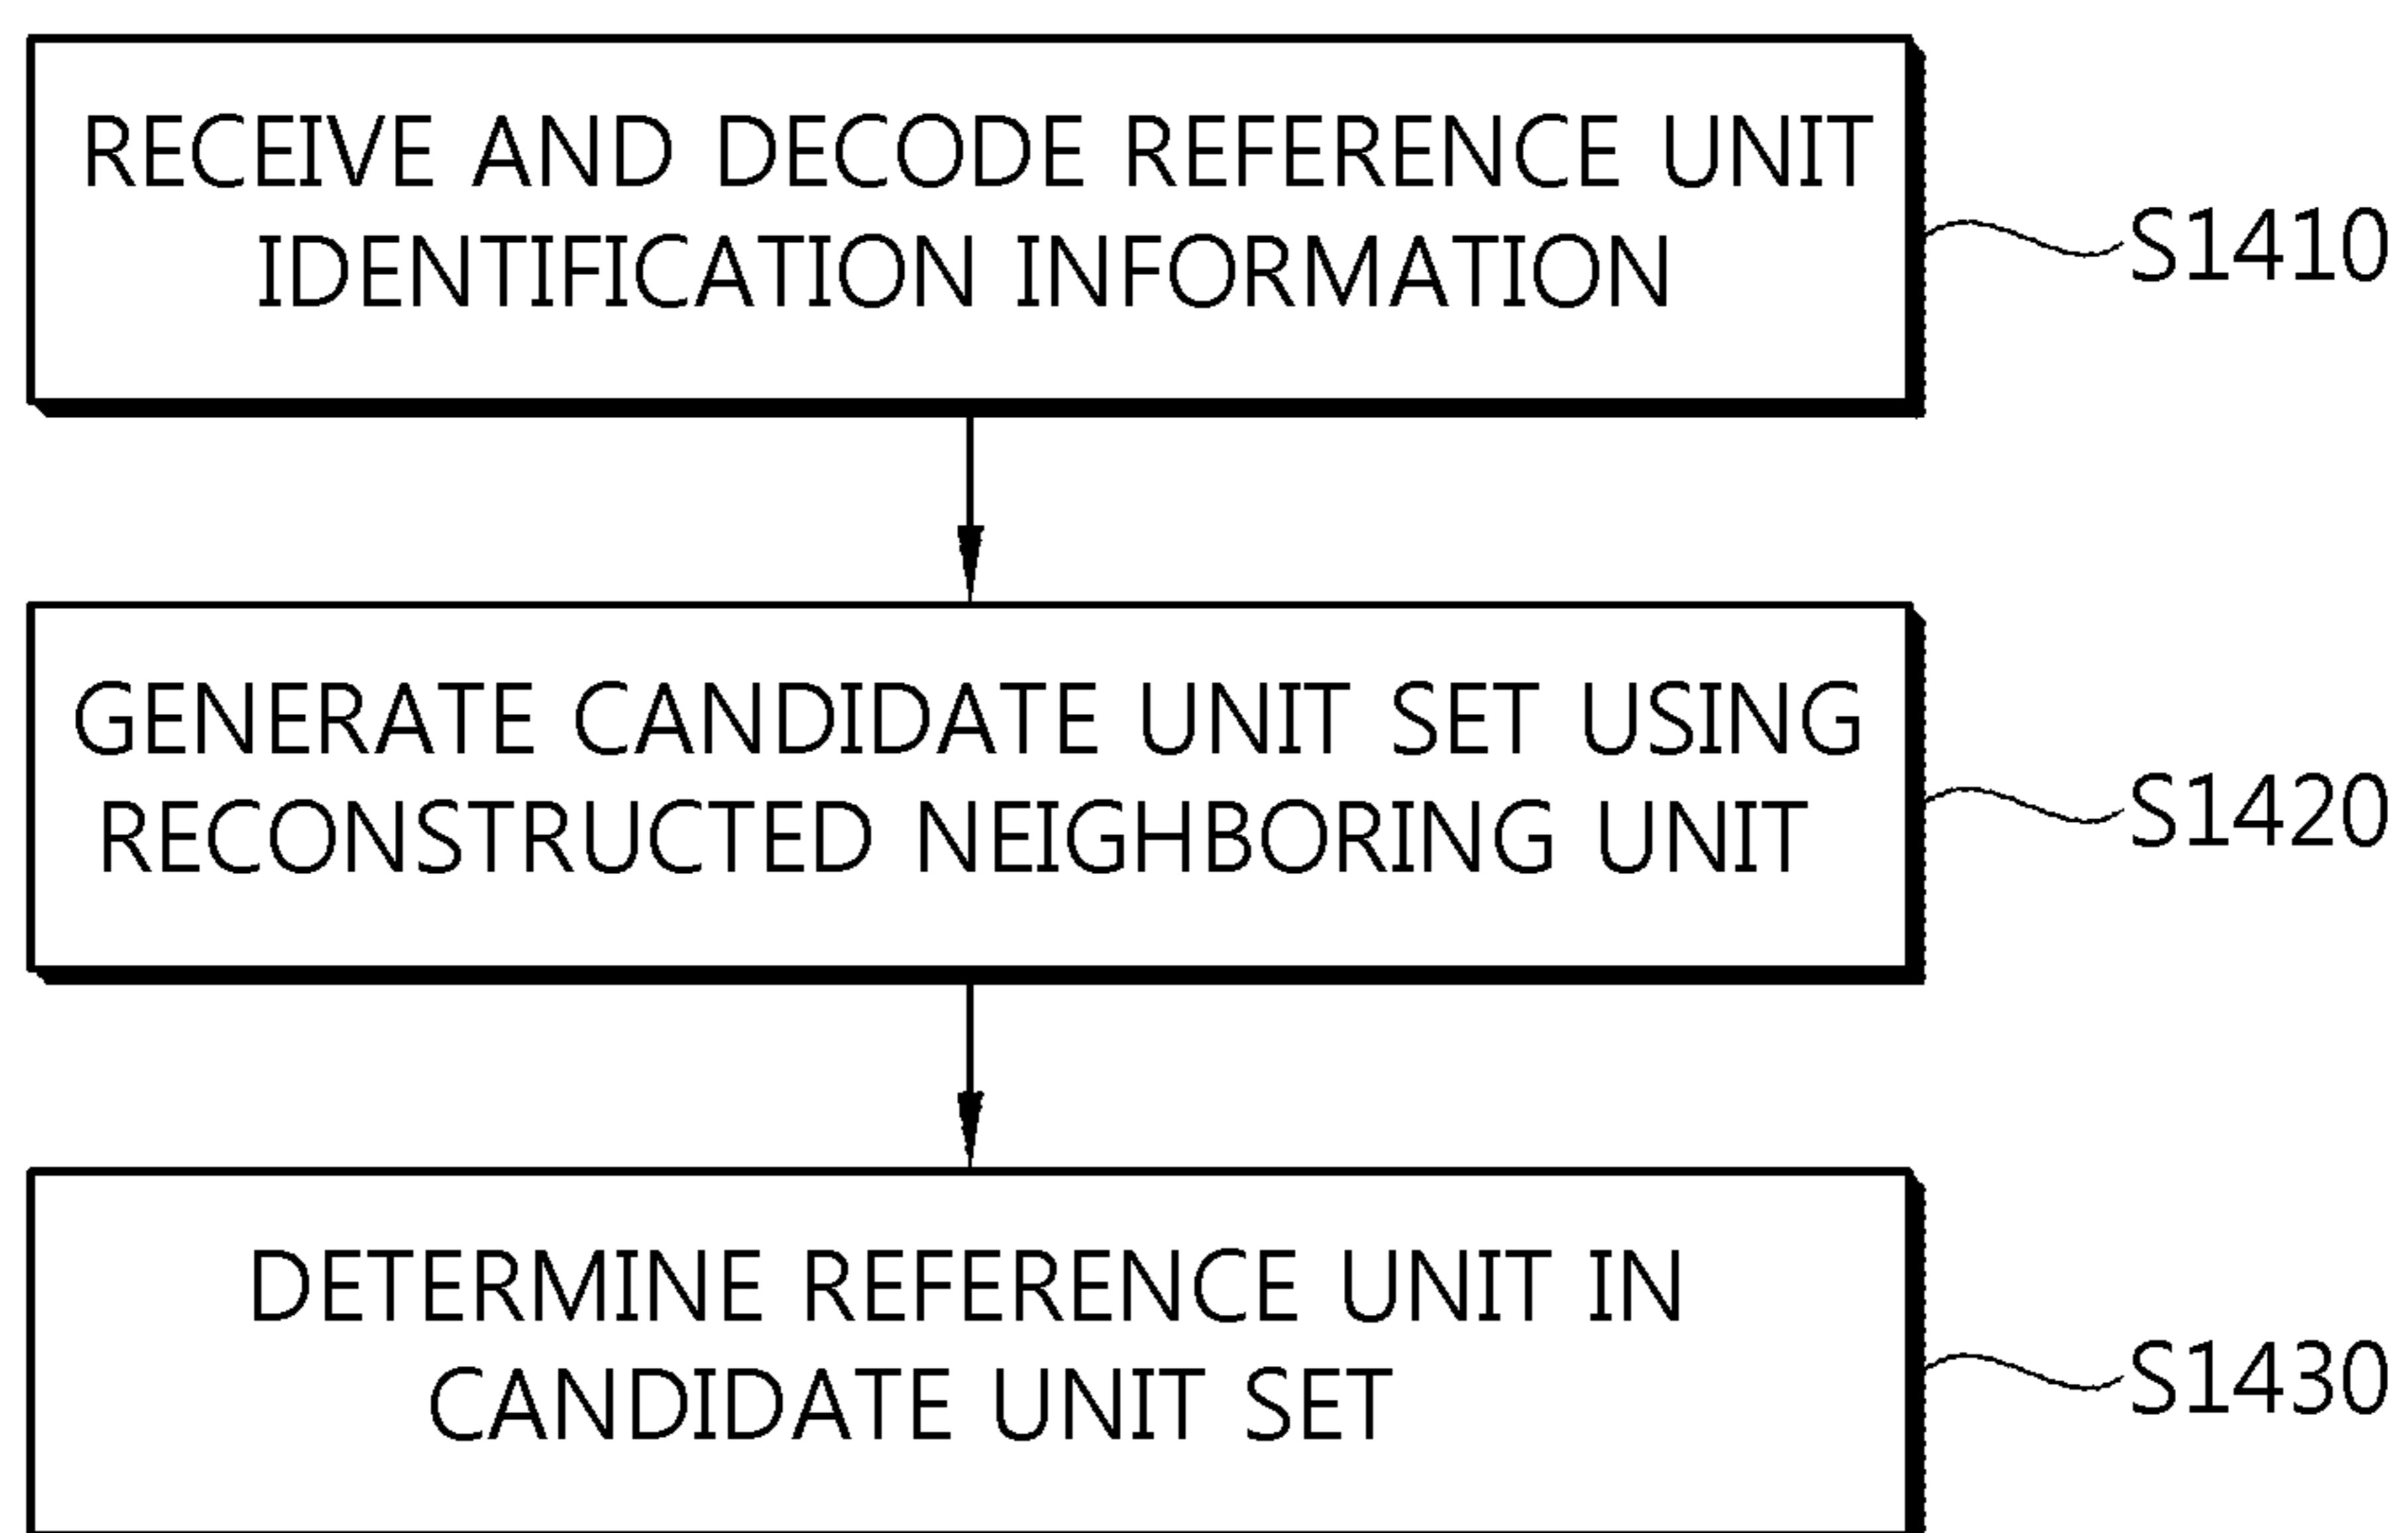 RECEIVE AND DECODE REFERENCE UNIT
IDENTIFICATION INFORMATION
S1410
GENERATE CANDIDATE UNIT SET USING
RECONSTRUCTED NEIGHBORING UNIT
S1420
DETERMINE REFERENCE UNIT IN
CANDIDATE UNIT SET
S1430